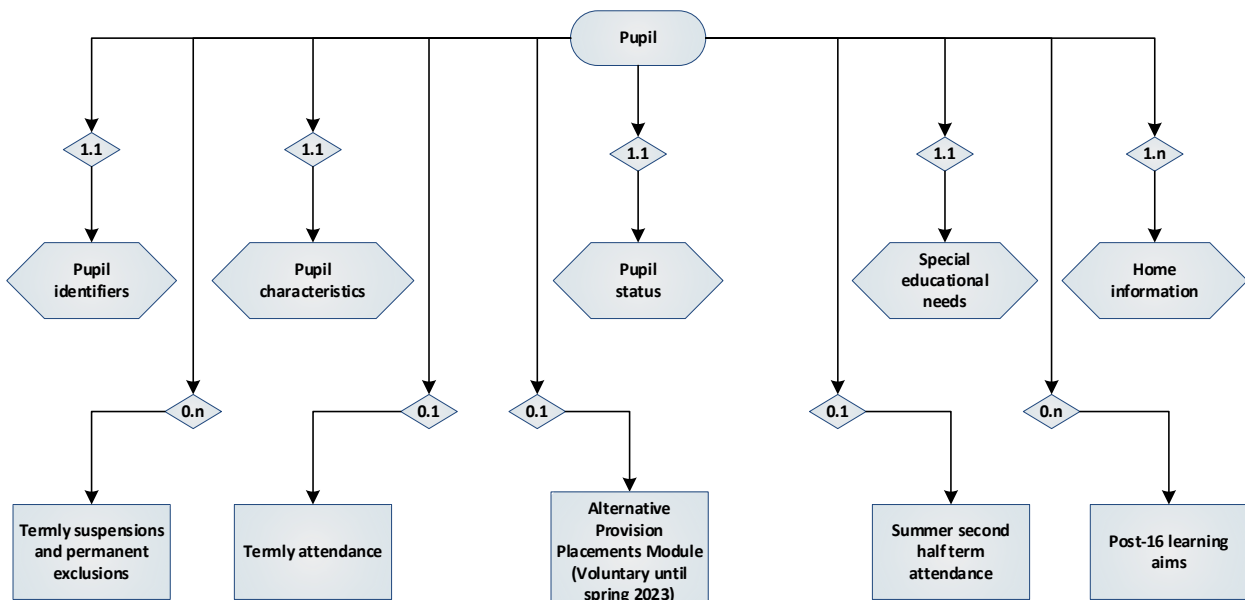 Pupil
1.1
1.1
1.1
1.1
1.n
Pupil
identifiers
Pupil
characteristics
Pupil
status
Special
educational
needs
Home
information
0.n
0.1
0.1
0.1
0.n
Termly suspensions
and permanent
exclusions
Termly attendance
Alternative
Provision
Placements Module
(Voluntary until
spring 2023)
Summer second
half term
attendance
Post-16 learning
aims